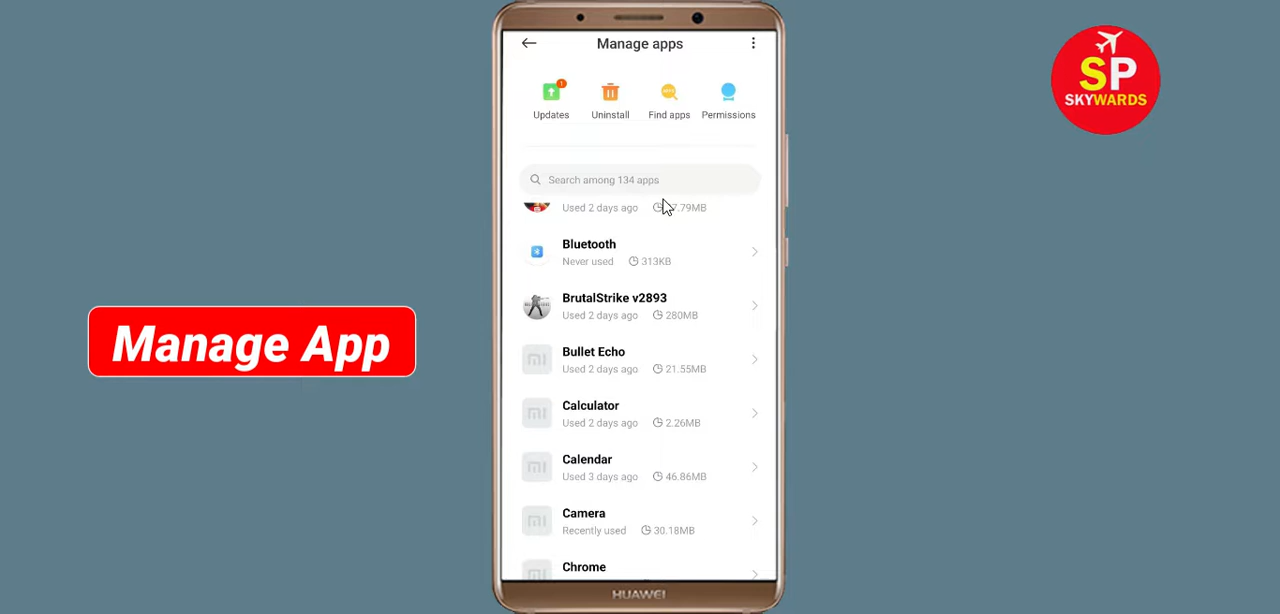 Manage apps
1
Updates
Uninstall
Find apps
Permissions
Search among 134 apps
Used 2 days ago 7.79MB
Bluetooth
Never used 313KB
BrutalStrike v2893
Used 2 days ago 280MB
Bullet Echo
Used 2 days ago 21.55MB
Calculator
Used 2 days ago 2.26MB
Calendar
Used 3 days ago 46.86MB
Camera
Recently used 30.18MB
Chrome
HUAWEI
Manage App
SP
SKYWARDS